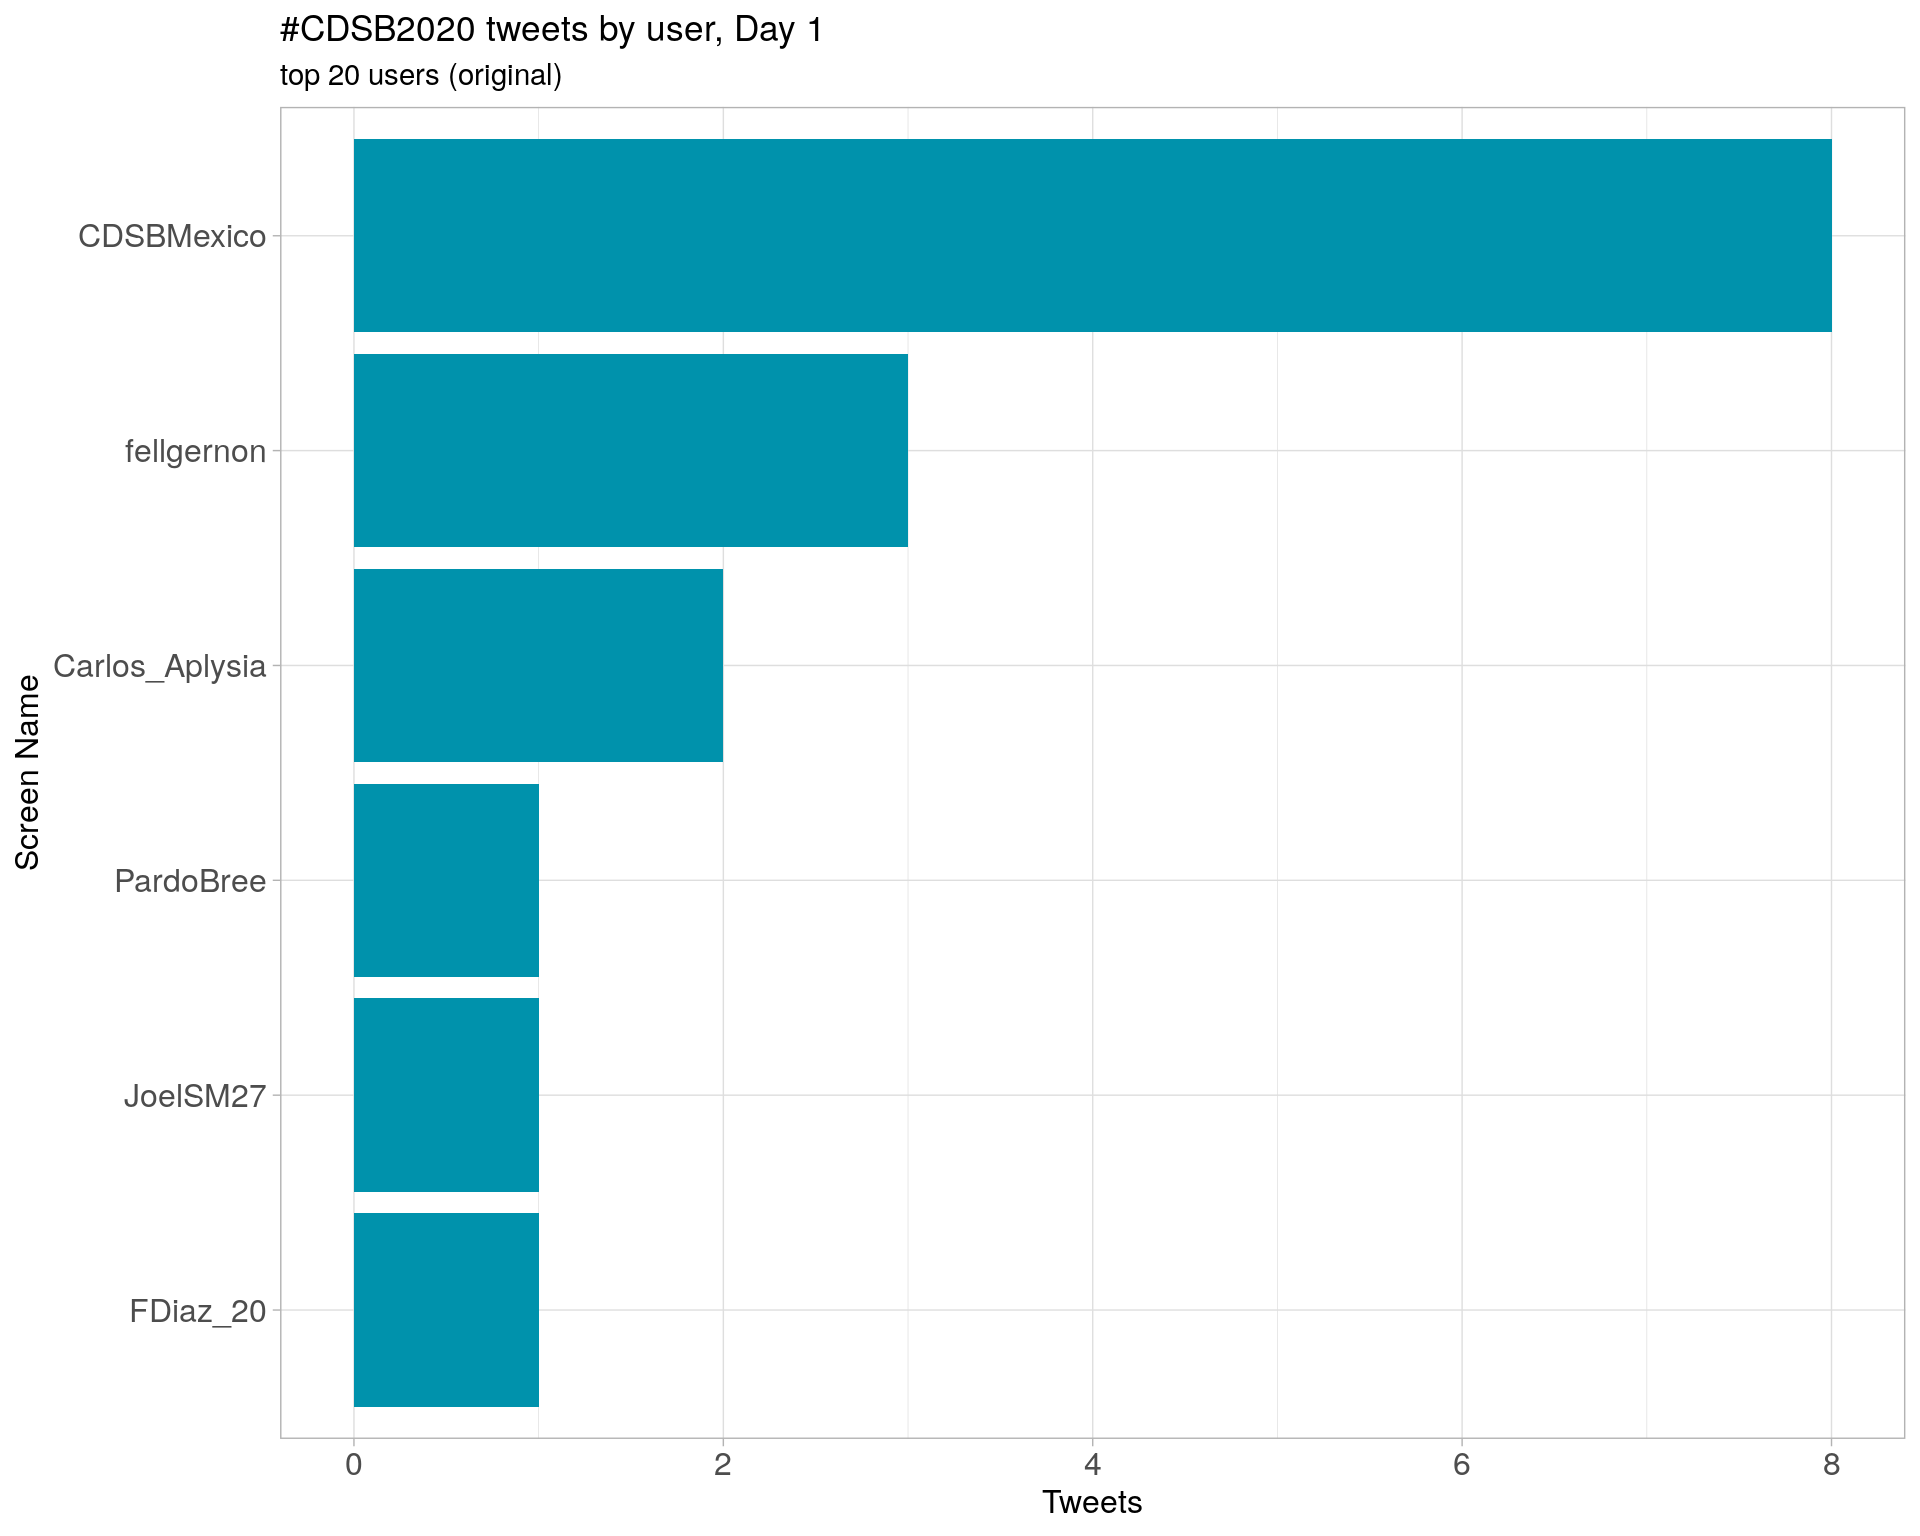 #CDSB2020 tweets by user, Day 1
top 20 users (original)
Screen Name
CDSBMexico
fellgernon
Carlos_Aplysia
PardoBree
JoelSM27
FDiaz_20
0 2 4 6 8
Tweets